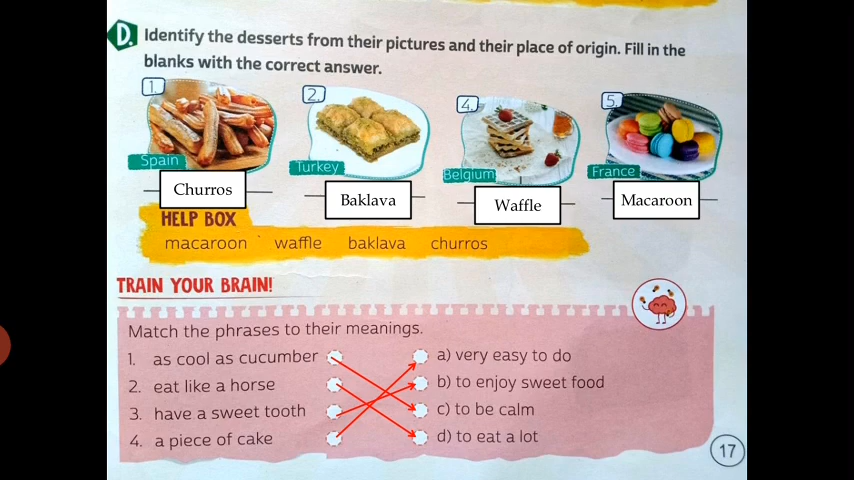 D. Identify the desserts from their pictures and their place of origin. Fill in the
blanks with the correct answer.
1. 2. 4. 5.
Spain Turkey Belgium France
Churros Baklava Waffle Macaroon
HELP BOX
macaroon waffle baklava churros
TRAIN YOUR BRAIN!
Match the phrases to their meanings.
1. as cool as cucumber a) very easy to do
2. eat like a horse b) to enjoy sweet food
3. have a sweet tooth c) to be calm
4. a piece of cake d) to eat a lot
17